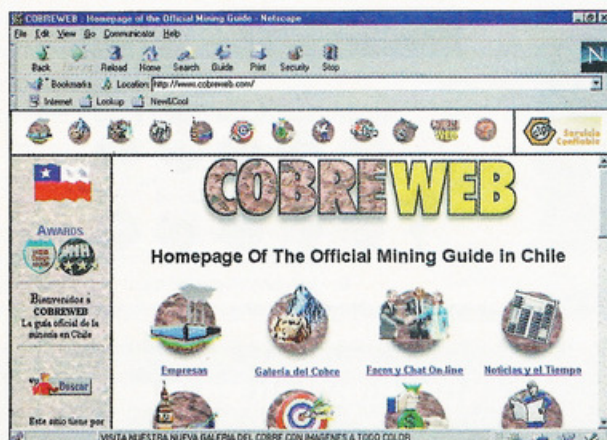 COBREWEB : Homepage of the Official Mining Guide - Netscape
File Edit View Go Communicator Help
Back Reload Home Search Guide Print Security Stop
Bookmarks Location: http://www.cobreweb.com/
Internet Lookup New&Cool
Servicio
Confiable
COBREWEB
AWARDS
Homepage Of The Official Mining Guide in Chile
Bienvenidos a
COBREWEB
La guía oficial de la
minería en Chile
Empresas Galería del Cobre Foros y Chat On-line Noticias y el Tiempo
Buscar
Este sitio tiene por
VISITA NUESTRA NUEVA GALERIA DEL COBRE CON IMAGENES A TODO COLOR